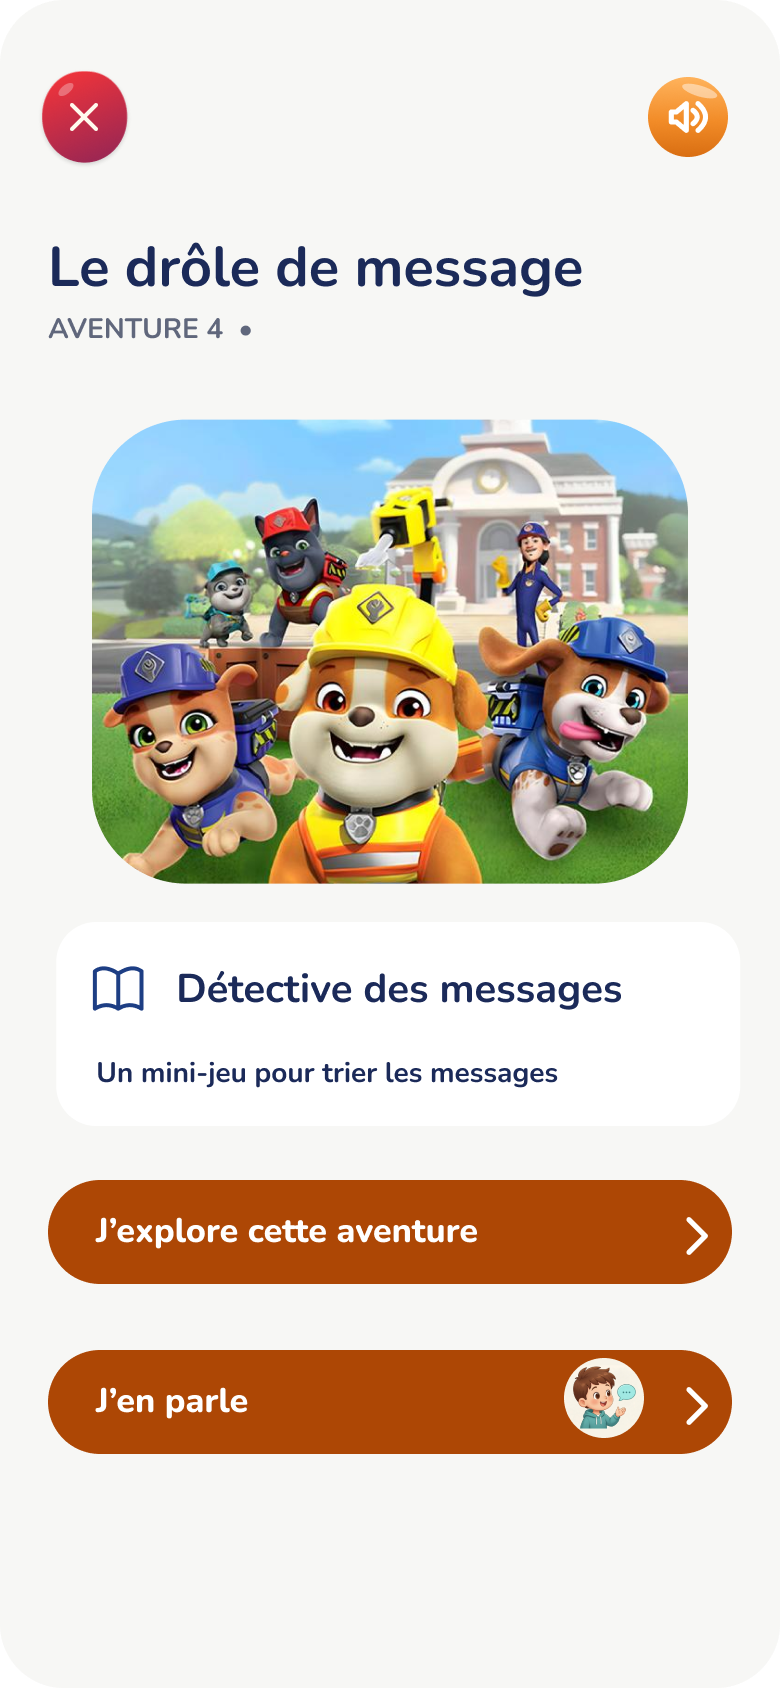 Le drôle de message
AVENTURE 4 •
Détective des messages
Un mini-jeu pour trier les messages
J’explore cette aventure
J’en parle